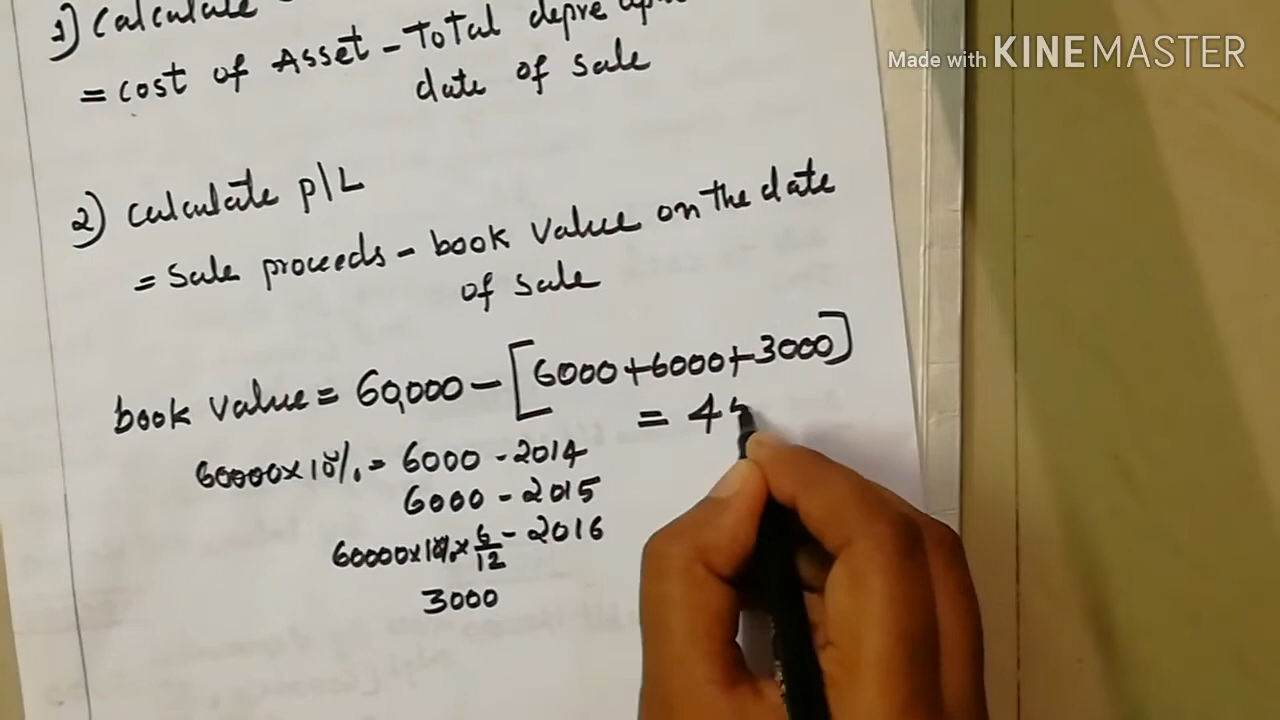 Made with KINEMASTER
1) Calculate
= cost of Asset - Total depre upto
date of sale
2) Calculate P/L
= Sale proceeds - book value on the date
of sale
book value = 60,000 - [6000+6000+3000]
= 45
60000×10% = 6000 - 2014
6000 - 2015
60000×10%×6/12 - 2016
3000